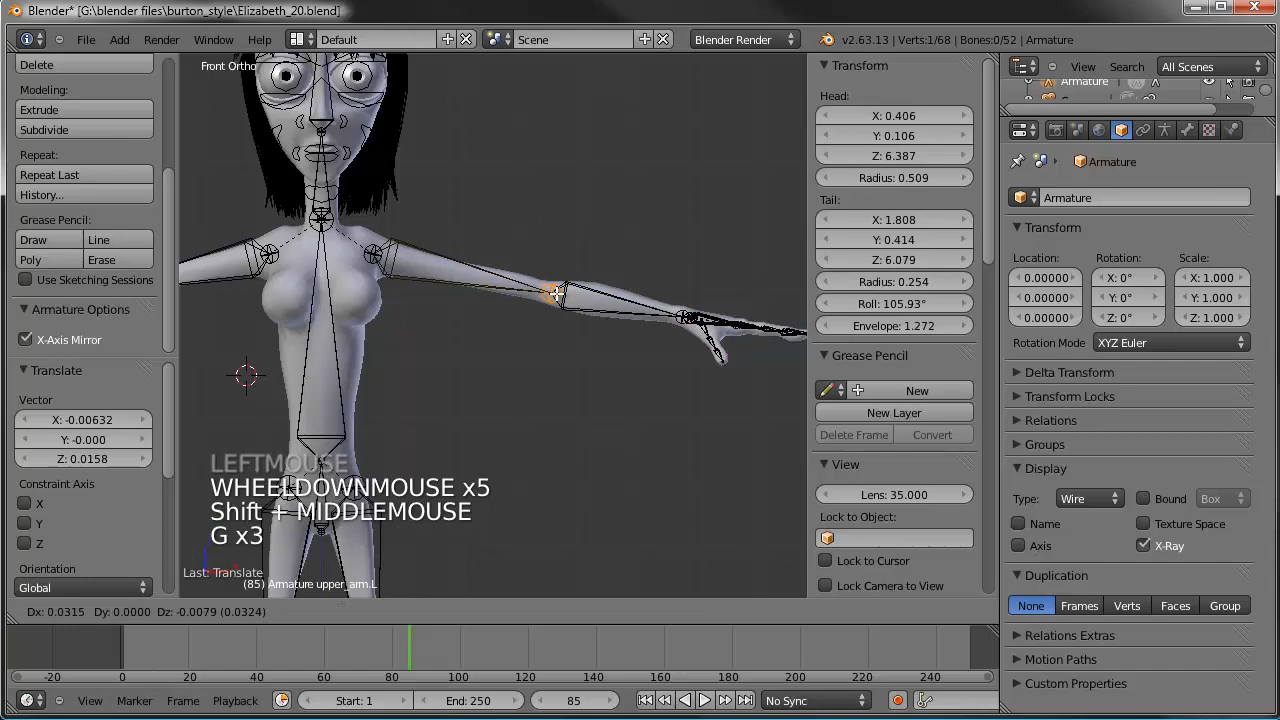 Blender* [G:\blender files\burton_style\Elizabeth_20.blend]
File Add Render Window Help Default Scene Blender Render v2.63.13 | Verts:1/68 | Bones:0/52 | Armature
View Search All Scenes
Delete
Modeling:
Extrude
Subdivide
Repeat:
Repeat Last
History...
Grease Pencil:
Draw Line
Poly Erase
Use Sketching Sessions
Armature Options
X-Axis Mirror
Translate
Vector
X: -0.00632
Y: -0.000
Z: 0.0158
Constraint Axis
X
Y
Z
Orientation
Global
Front Ortho
LEFTMOUSE
WHEELDOWNMOUSE x5
Shift + MIDDLEMOUSE
G x3
Last: Translate
(85) Armature upper_arm.L
Dx: 0.0315 Dy: 0.0000 Dz: -0.0079 (0.0324)
Transform
Head:
X: 0.406
Y: 0.106
Z: 6.387
Radius: 0.509
Tail:
X: 1.808
Y: 0.414
Z: 6.079
Radius: 0.254
Roll: 105.93°
Envelope: 1.272
Grease Pencil
New
New Layer
Delete Frame Convert
View
Lens: 35.000
Lock to Object:
Lock to Cursor
Lock Camera to View
Armature
Armature
Armature
Transform
Location: Rotation: Scale:
0.00000 X: 0° X: 1.000
0.00000 Y: 0° Y: 1.000
0.00000 Z: 0° Z: 1.000
Rotation Mode XYZ Euler
Delta Transform
Transform Locks
Relations
Groups
Display
Type: Wire Bound Box
Name Texture Space
Axis X-Ray
Duplication
None Frames Verts Faces Group
Relations Extras
Motion Paths
Custom Properties
-20 0 20 40 60 80 100 120 140 160 180 200 220 240
View Marker Frame Playback Start: 1 End: 250 85 No Sync